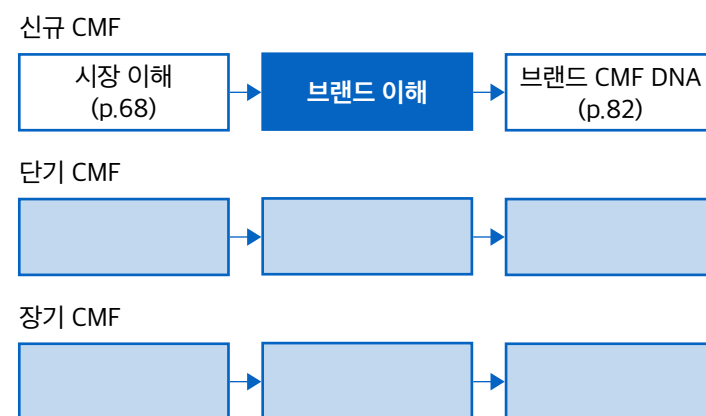 신규 CMF
시장 이해
(p.68)
브랜드 이해
브랜드 CMF DNA
(p.82)
단기 CMF
장기 CMF